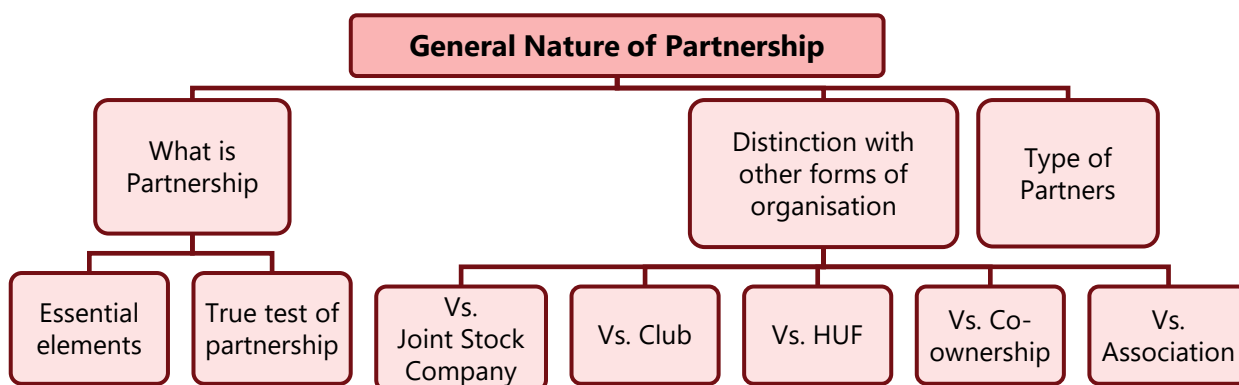 General Nature of Partnership
What is
Partnership
Distinction with
other forms of
organisation
Type of
Partners
Essential
elements
True test of
partnership
Vs.
Joint Stock
Company
Vs. Club
Vs. HUF
Vs. Co-
ownership
Vs.
Association